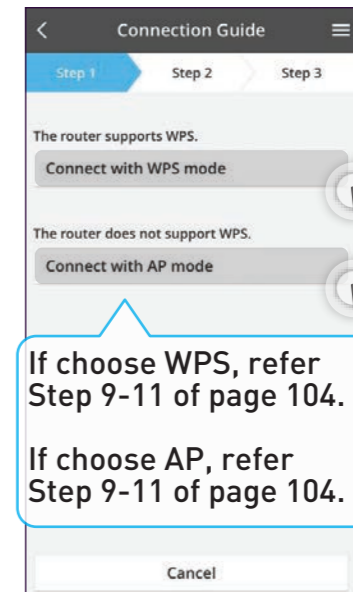 Connection Guide
Step 1 Step 2 Step 3
The router supports WPS.
Connect with WPS mode
The router does not support WPS.
Connect with AP mode
If choose WPS, refer
Step 9-11 of page 104.
If choose AP, refer
Step 9-11 of page 104.
Cancel